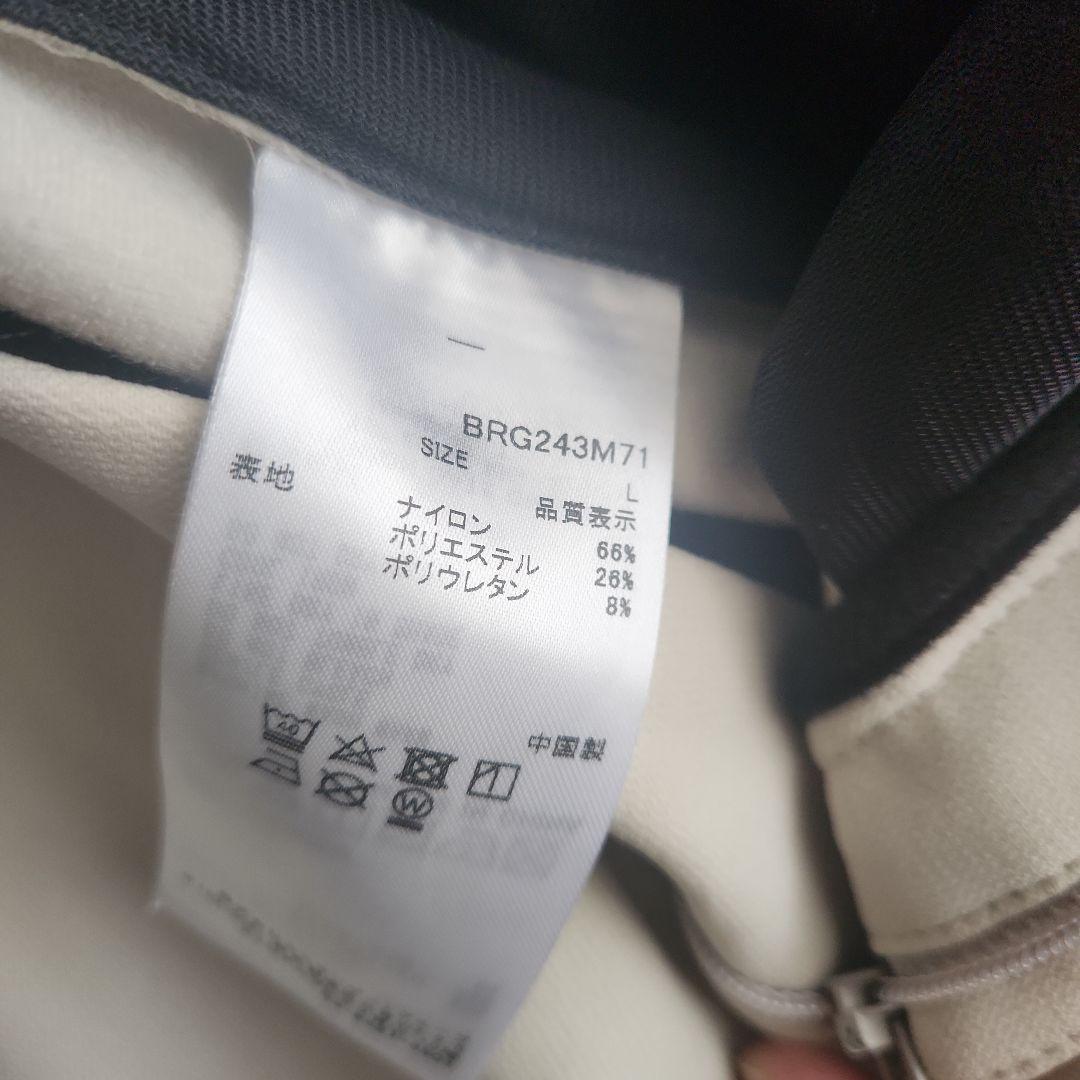 BRG243M71
SIZE L
品質表示
表地
ナイロン 66%
ポリエステル 26%
ポリウレタン 8%
中国製